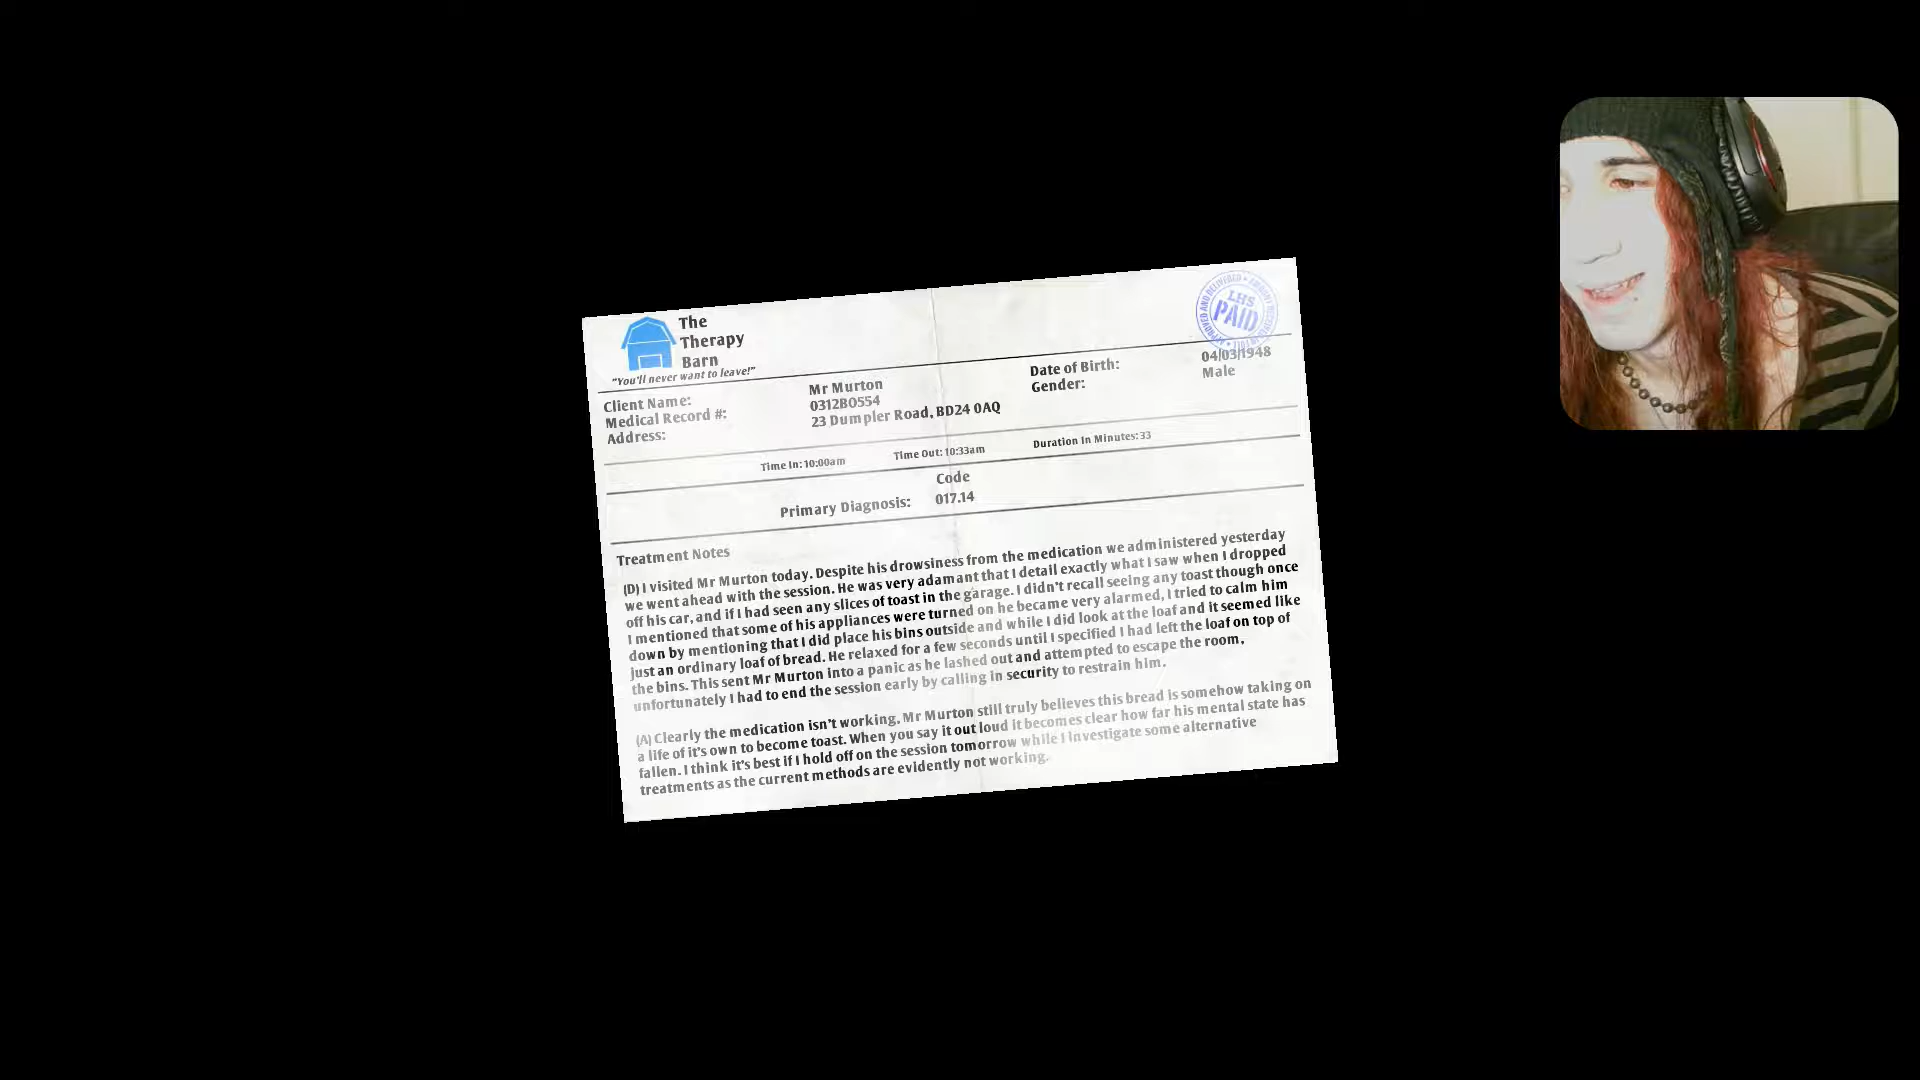 The
Therapy
Barn
"You'll never want to leave!"
APPROVED AND DELIVERED
LHS
PAID
Client Name: Mr Murton Date of Birth: 04/03/1948
Medical Record #: 0312B0554 Gender: Male
Address: 23 Dumpler Road, BD24 0AQ
Time In: 10:00am Time Out: 10:33am Duration In Minutes: 33
Code
Primary Diagnosis: 017.14
Treatment Notes
(D) I visited Mr Murton today. Despite his drowsiness from the medication we administered yesterday
we went ahead with the session. He was very adamant that I detail exactly what I saw when I dropped
off his car, and if I had seen any slices of toast in the garage. I didn't recall seeing any toast though once
I mentioned that some of his appliances were turned on he became very alarmed, I tried to calm him
down by mentioning that I did place his bins outside and while I did look at the loaf and it seemed like
just an ordinary loaf of bread. He relaxed for a few seconds until I specified I had left the loaf on top of
the bins. This sent Mr Murton into a panic as he lashed out and attempted to escape the room,
unfortunately I had to end the session early by calling in security to restrain him.
(A) Clearly the medication isn't working. Mr Murton still truly believes this bread is somehow taking on
a life of it's own to become toast. When you say it out loud it becomes clear how far his mental state has
fallen. I think it's best if I hold off on the session tomorrow while I investigate some alternative
treatments as the current methods are evidently not working.